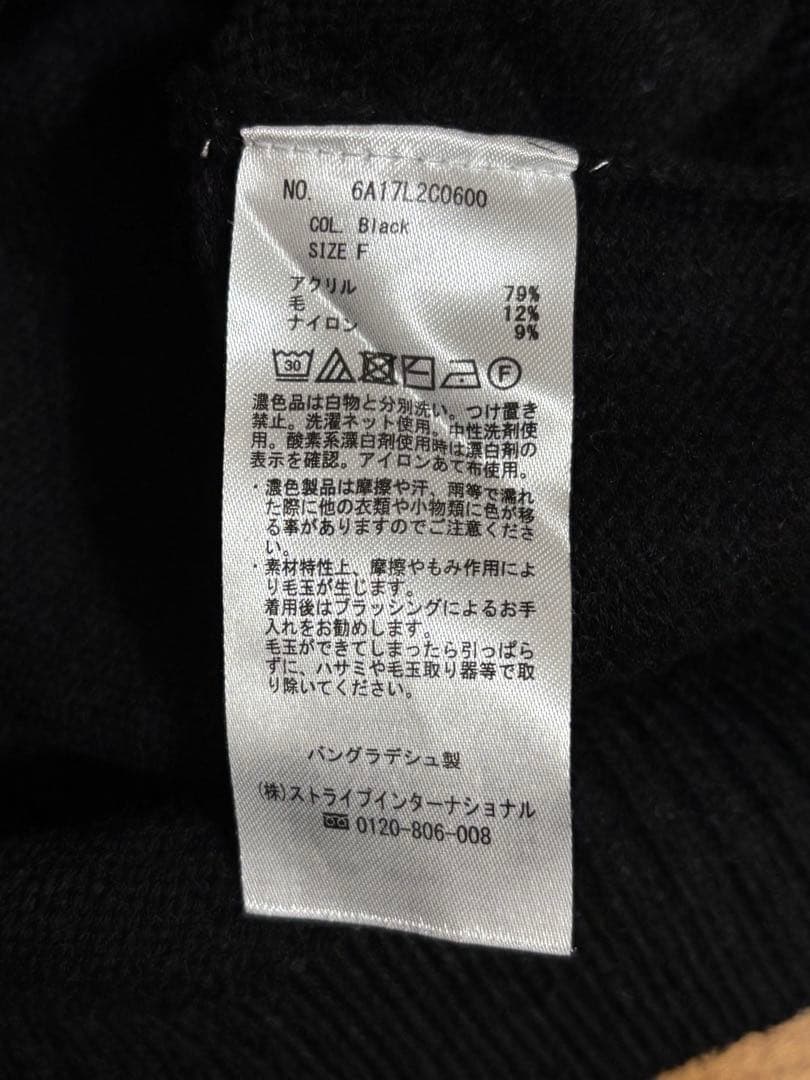 NO. 6A17L2C0600
COL. Black
SIZE F
アクリル 79%
毛 12%
ナイロン 9%
30 F
濃色品は白物と分別洗い。つけ置き
禁止。洗濯ネット使用。中性洗剤使
用。酸素系漂白剤使用時は漂白剤の
表示を確認。アイロンあて布使用。
・濃色製品は摩擦や汗、雨等で濡れ
た際に他の衣類や小物類に色が移
る事がありますのでご注意くださ
い。
・素材特性上、摩擦やもみ作用によ
り毛玉が生じます。
着用後はブラッシングによるお手
入れをお勧めします。
毛玉ができてしまったら引っぱら
ずに、ハサミや毛玉取り器等で取
り除いてください。
バングラデシュ製
(株)ストライプインターナショナル
0120-806-008